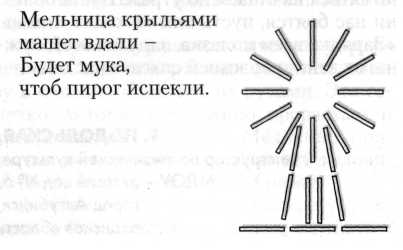 Мельница крыльями
машет вдали –
Будет мука,
чтоб пирог испекли.